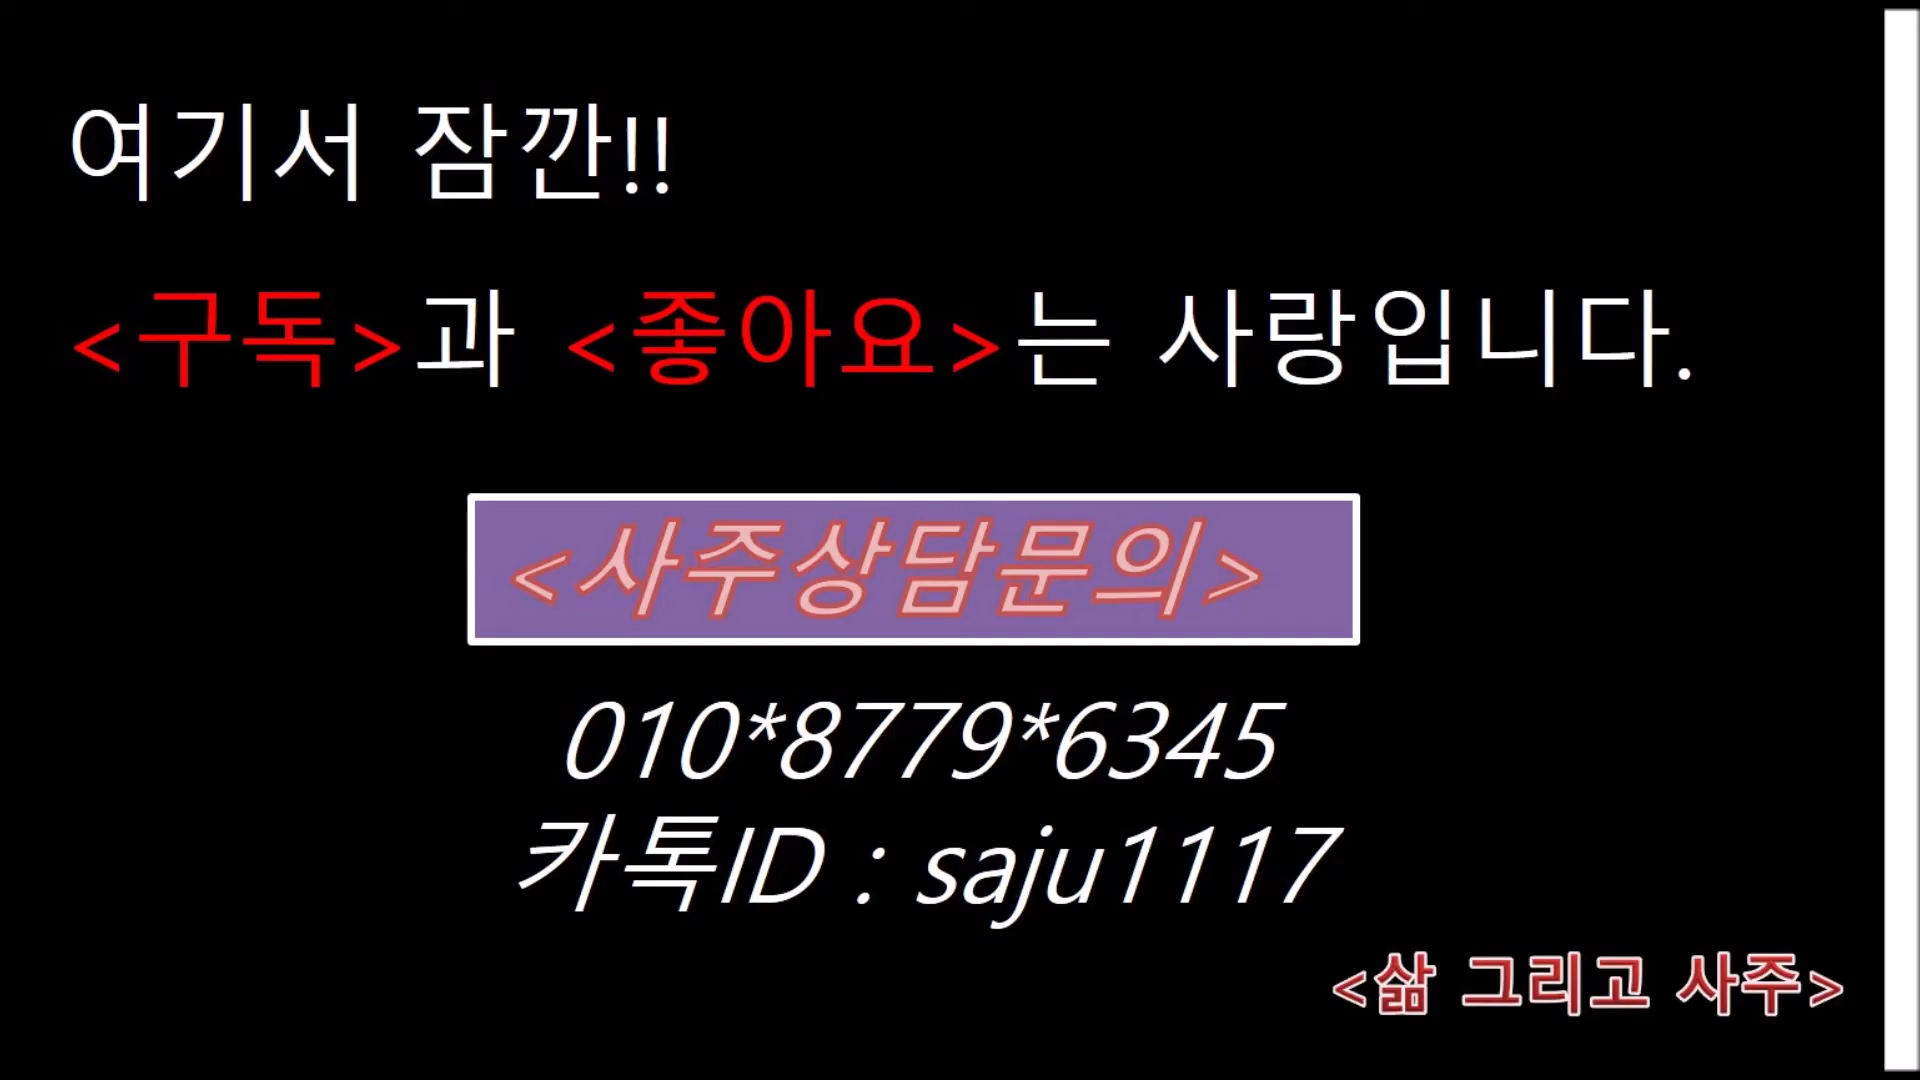 여기서 잠깐!!
<구독>과 <좋아요>는 사랑입니다.
<사주상담문의>
010*8779*6345
카톡ID : saju1117
<삶 그리고 사주>